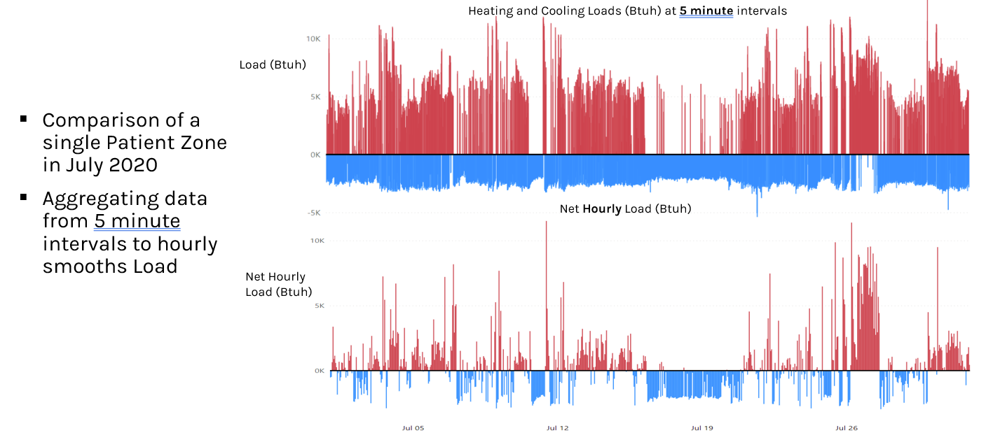 Heating and Cooling Loads (Btuh) at 5 minute intervals
10K
Load (Btuh)
5K
0K
-5K
▪ Comparison of a
single Patient Zone
in July 2020
▪ Aggregating data
from 5 minute
intervals to hourly
smooths Load
Net Hourly Load (Btuh)
10K
Net Hourly
Load (Btuh)
5K
0K
Jul 05 Jul 12 Jul 19 Jul 26